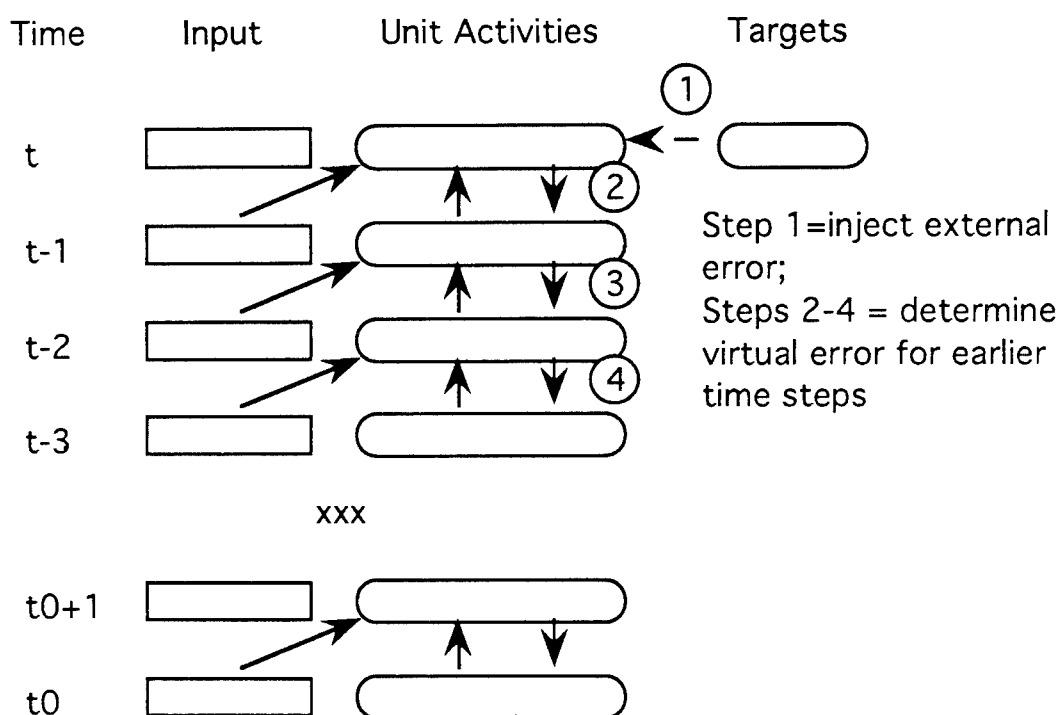 Time Input Unit Activities Targets
1
t
2
Step 1=inject external
t-1
error;
3
Steps 2-4 = determine
t-2
virtual error for earlier
4
time steps
t-3
xxx
t0+1
t0